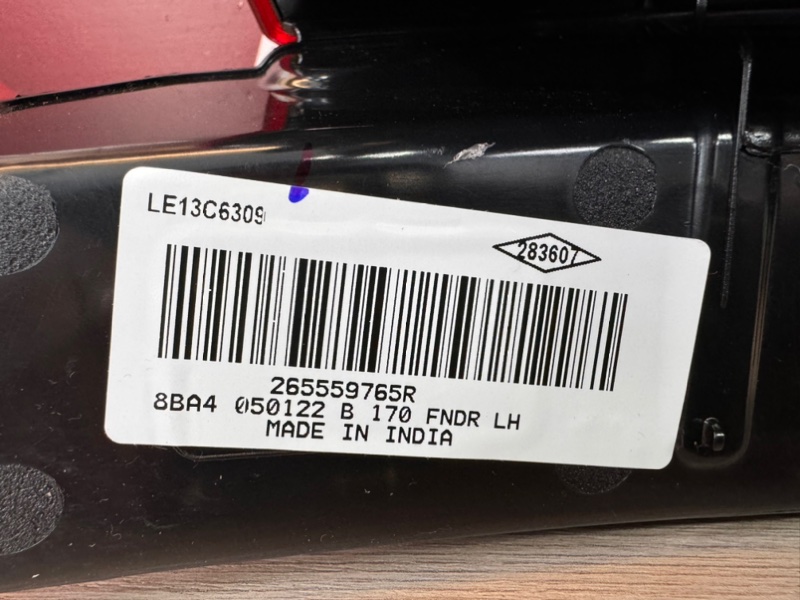 LE13C6309
283607
265559765R
8BA4 050122 B 170 FNDR LH
MADE IN INDIA